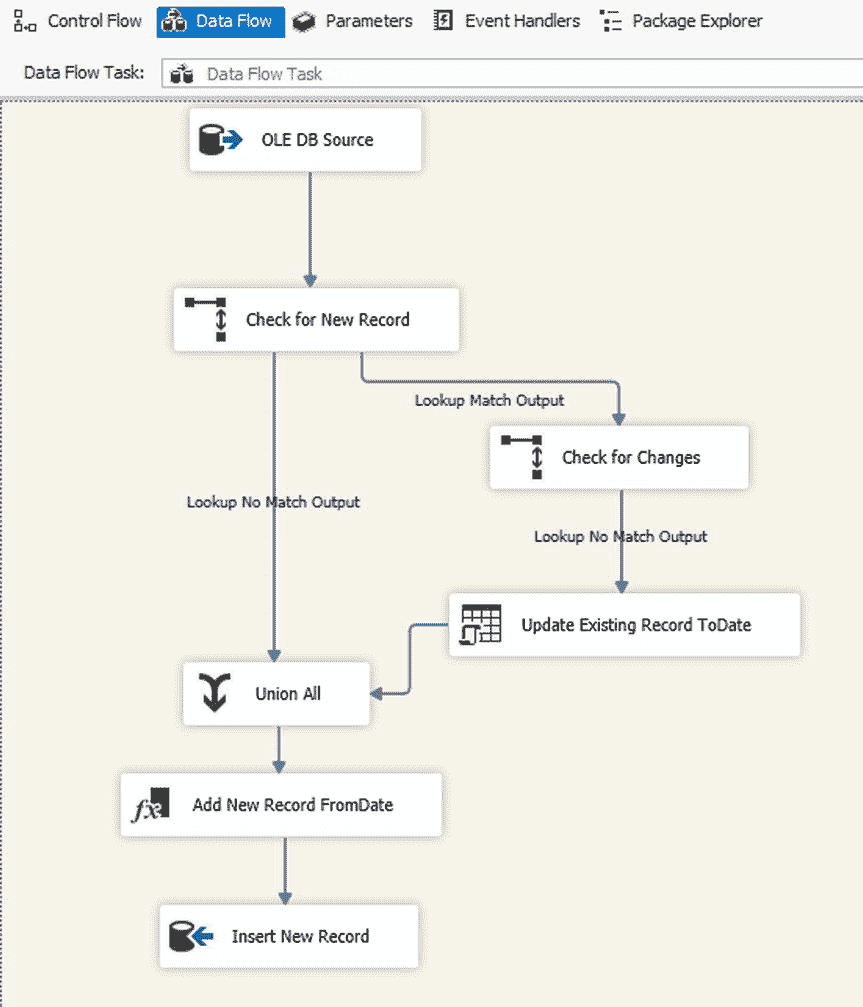 Control Flow Data Flow Parameters Event Handlers Package Explorer
Data Flow Task: Data Flow Task
OLE DB Source
Check for New Record
Lookup Match Output
Check for Changes
Lookup No Match Output
Lookup No Match Output
Update Existing Record ToDate
Union All
fx Add New Record FromDate
Insert New Record